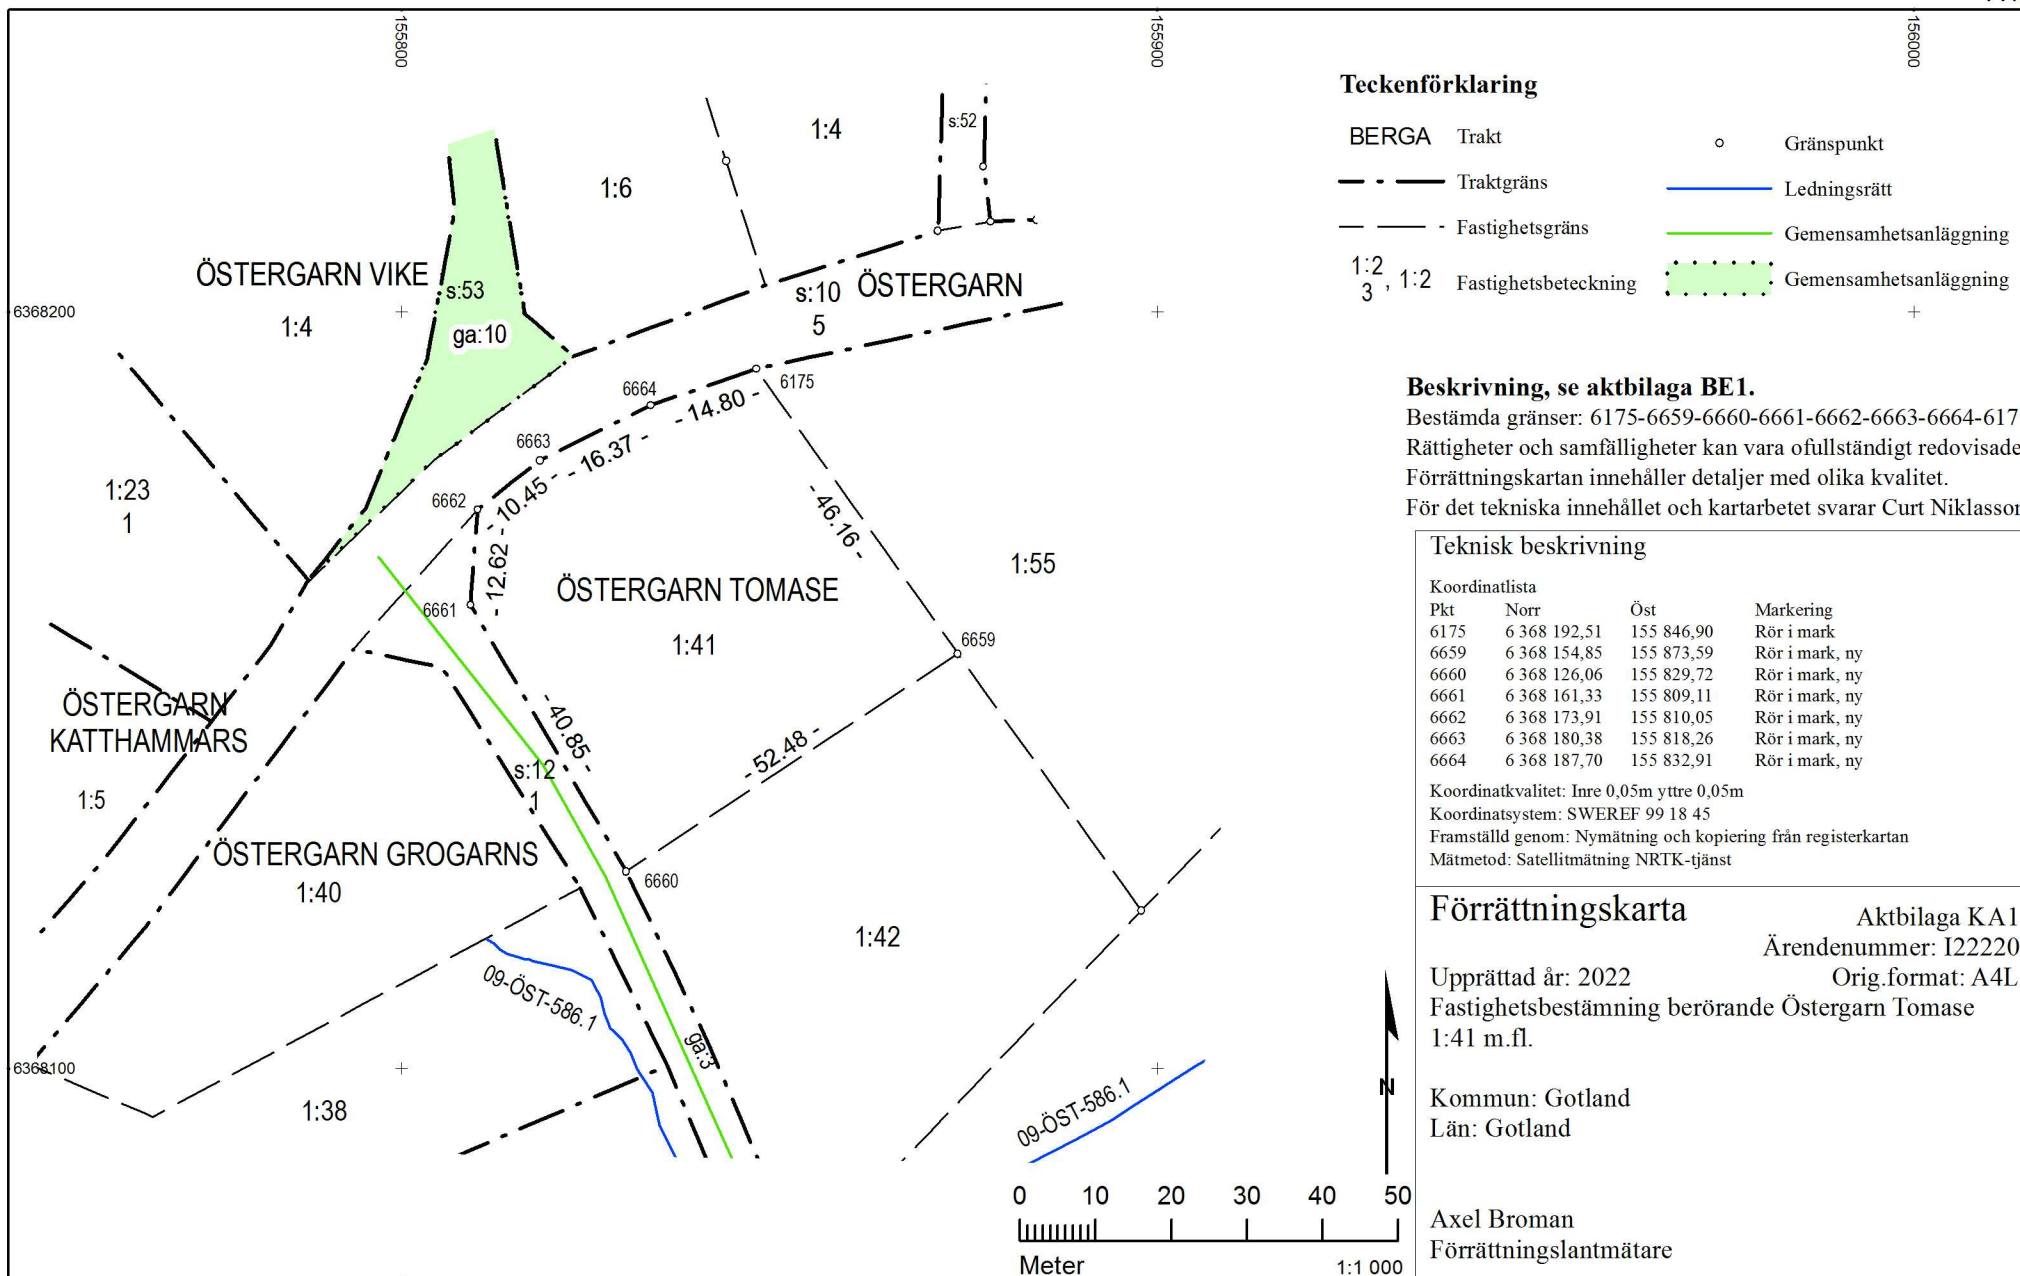 155800
155900
156000
6368200
6368100
1:4
s:52
1:6
ÖSTERGARN VIKE
1:4
s:53
ga:10
s:10
5
ÖSTERGARN
6175
6664
- 14.80 -
6663
- 16.37 -
6662
- 10.45 -
- 12.62 -
6661
- 46.16 -
1:23
1
1:55
ÖSTERGARN TOMASE
1:41
6659
ÖSTERGARN
KATTHAMMARS
1:5
- 40.85 -
- 52.48 -
s:12
1
ÖSTERGARN GROGARNS
1:40
6660
1:42
09-ÖST-586.1
ga:3
1:38
09-ÖST-586.1
0 10 20 30 40 50
Meter
1:1 000
N
Teckenförklaring
BERGA Trakt
Traktgräns
Fastighetsgräns
1:2
3 , 1:2 Fastighetsbeteckning
Gränspunkt
Ledningsrätt
Gemensamhetsanläggning
Gemensamhetsanläggning
Beskrivning, se aktbilaga BE1.
Bestämda gränser: 6175-6659-6660-6661-6662-6663-6664-617
Rättigheter och samfälligheter kan vara ofullständigt redovisade
Förrättningskartan innehåller detaljer med olika kvalitet.
För det tekniska innehållet och kartarbetet svarar Curt Niklasson
Teknisk beskrivning
Koordinatlista
Pkt Norr Öst Markering
6175 6 368 192,51 155 846,90 Rör i mark
6659 6 368 154,85 155 873,59 Rör i mark, ny
6660 6 368 126,06 155 829,72 Rör i mark, ny
6661 6 368 161,33 155 809,11 Rör i mark, ny
6662 6 368 173,91 155 810,05 Rör i mark, ny
6663 6 368 180,38 155 818,26 Rör i mark, ny
6664 6 368 187,70 155 832,91 Rör i mark, ny
Koordinatkvalitet: Inre 0,05m yttre 0,05m
Koordinatsystem: SWEREF 99 18 45
Framställd genom: Nymätning och kopiering från registerkartan
Mätmetod: Satellitmätning NRTK-tjänst
Förrättningskarta
Aktbilaga KA1
Ärendenummer: I22220
Upprättad år: 2022 Orig.format: A4L
Fastighetsbestämning berörande Östergarn Tomase
1:41 m.fl.
Kommun: Gotland
Län: Gotland
Axel Broman
Förrättningslantmätare